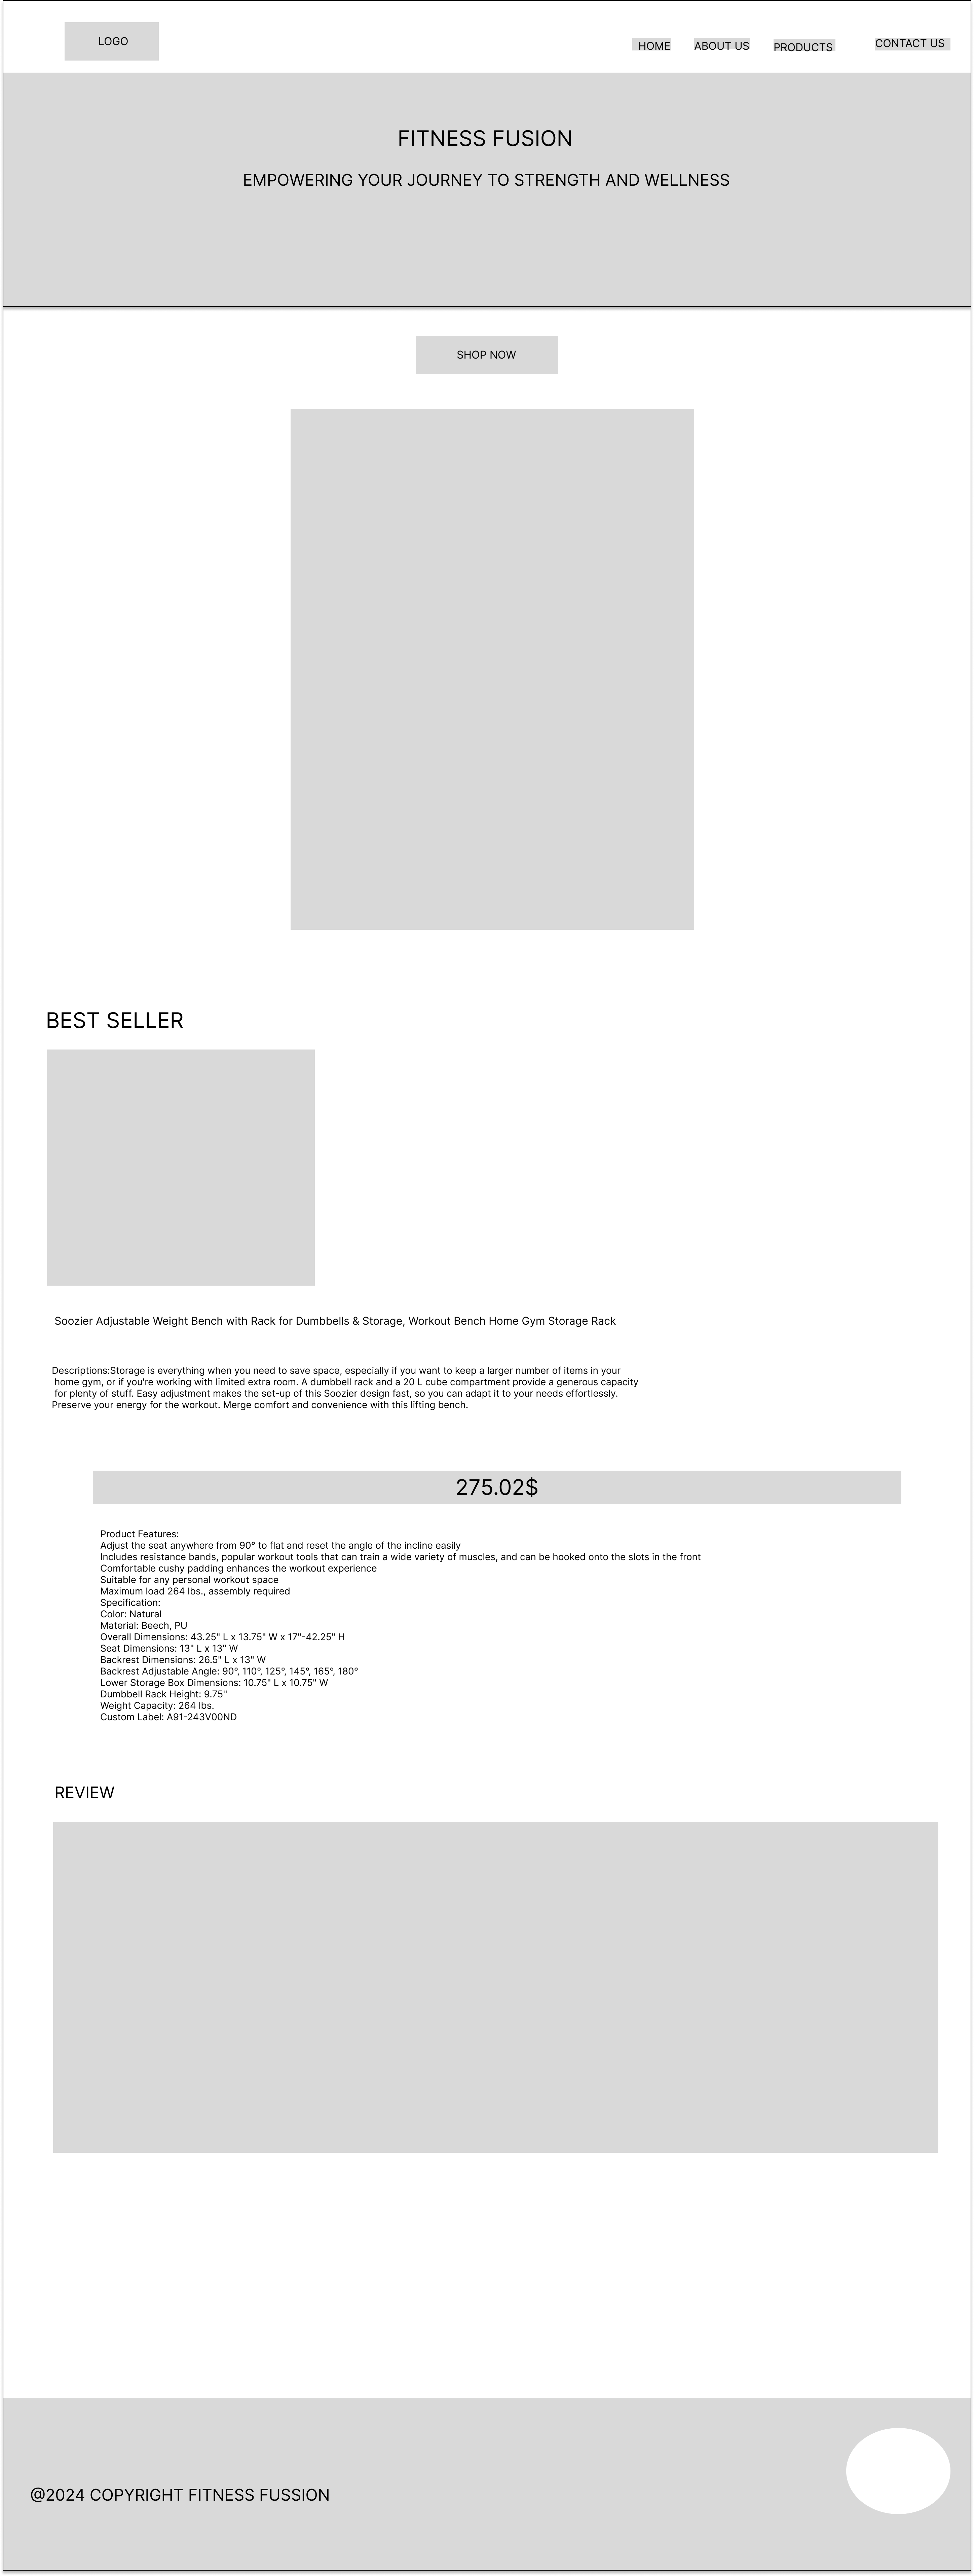 LOGO
HOME
ABOUT US
PRODUCTS
CONTACT US
FITNESS FUSION
EMPOWERING YOUR JOURNEY TO STRENGTH AND WELLNESS
SHOP NOW
BEST SELLER
Soozier Adjustable Weight Bench with Rack for Dumbbells & Storage, Workout Bench Home Gym Storage Rack
Descriptions:Storage is everything when you need to save space, especially if you want to keep a larger number of items in your
home gym, or if you're working with limited extra room. A dumbbell rack and a 20 L cube compartment provide a generous capacity
for plenty of stuff. Easy adjustment makes the set-up of this Soozier design fast, so you can adapt it to your needs effortlessly.
Preserve your energy for the workout. Merge comfort and convenience with this lifting bench.
275.02$
Product Features:
Adjust the seat anywhere from 90° to flat and reset the angle of the incline easily
Includes resistance bands, popular workout tools that can train a wide variety of muscles, and can be hooked onto the slots in the front
Comfortable cushy padding enhances the workout experience
Suitable for any personal workout space
Maximum load 264 lbs., assembly required
Specification:
Color: Natural
Material: Beech, PU
Overall Dimensions: 43.25" L x 13.75" W x 17"-42.25" H
Seat Dimensions: 13" L x 13" W
Backrest Dimensions: 26.5" L x 13" W
Backrest Adjustable Angle: 90°, 110°, 125°, 145°, 165°, 180°
Lower Storage Box Dimensions: 10.75" L x 10.75" W
Dumbbell Rack Height: 9.75''
Weight Capacity: 264 lbs.
Custom Label: A91-243V00ND
REVIEW
@2024 COPYRIGHT FITNESS FUSSION